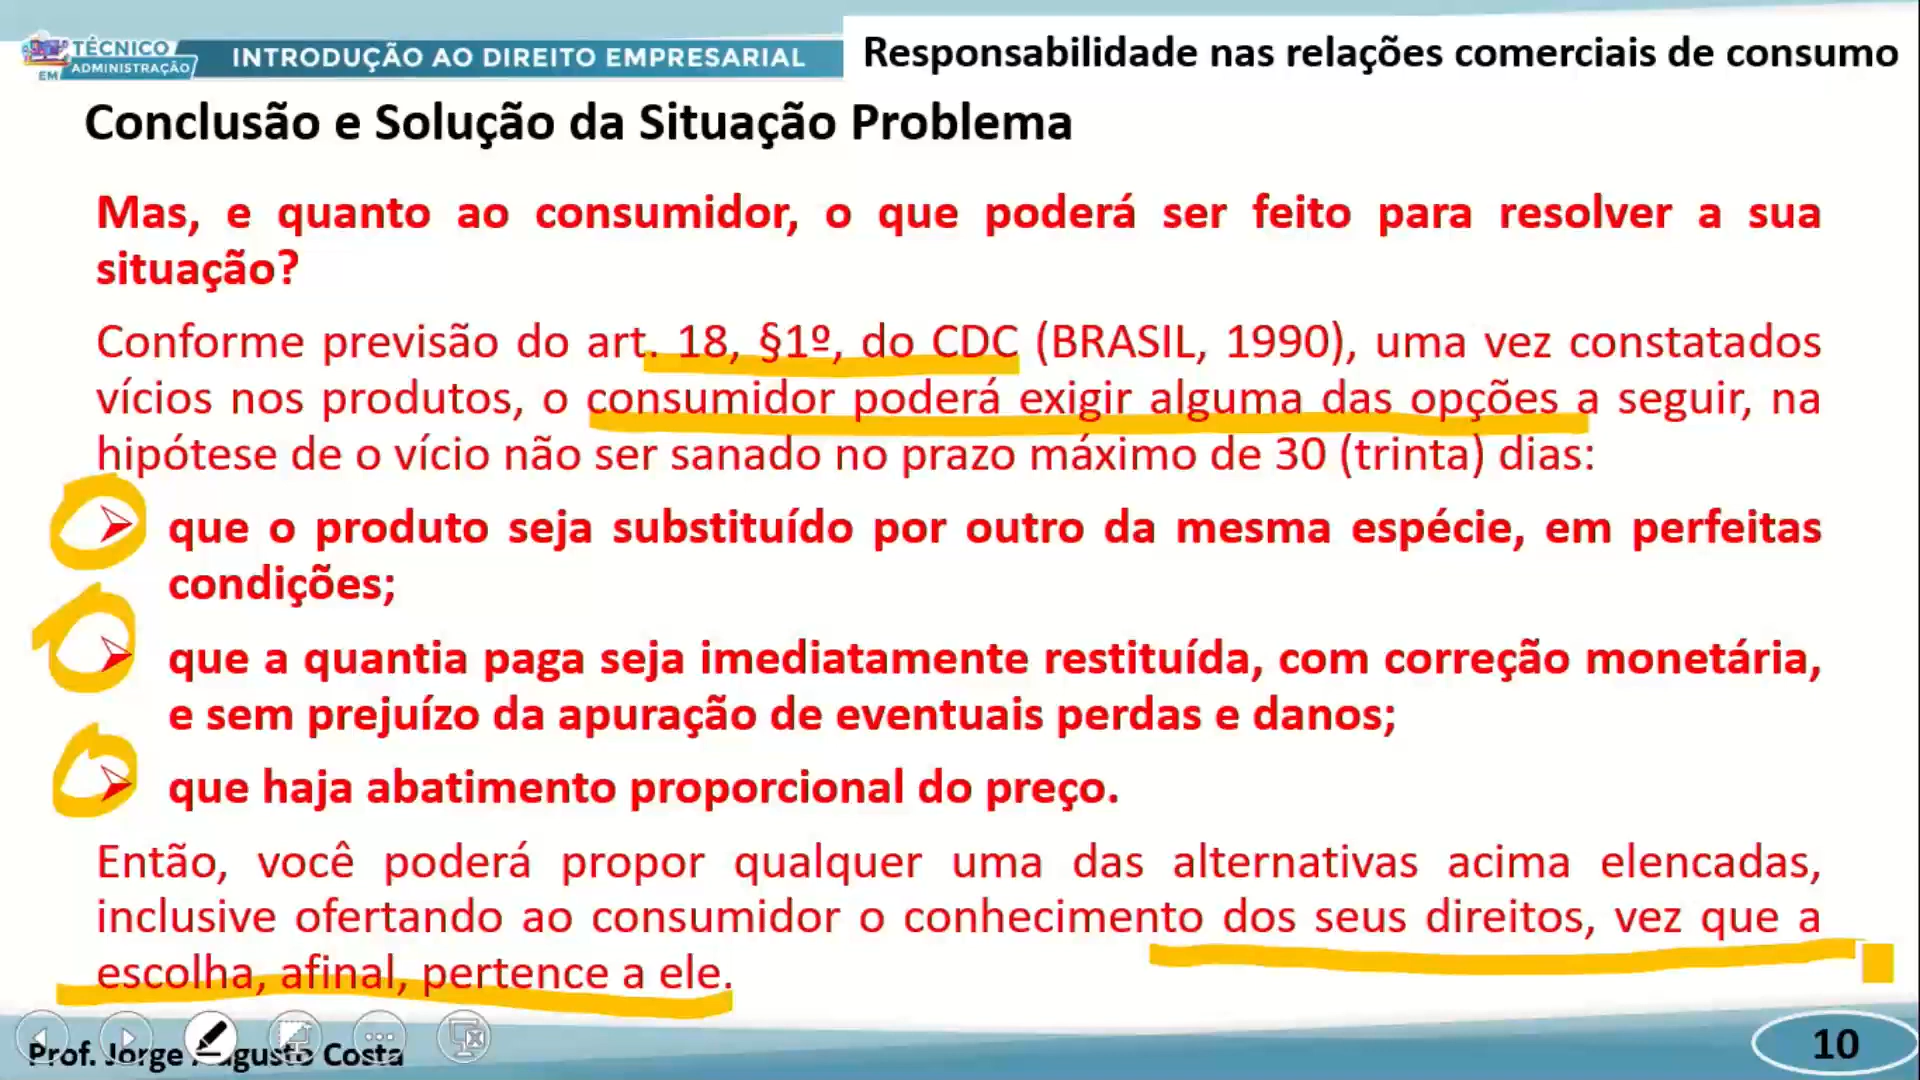 TÉCNICO
EM ADMINISTRAÇÃO
INTRODUÇÃO AO DIREITO EMPRESARIAL
Responsabilidade nas relações comerciais de consumo
Conclusão e Solução da Situação Problema
Mas, e quanto ao consumidor, o que poderá ser feito para resolver a sua
situação?
Conforme previsão do art. 18, §1º, do CDC (BRASIL, 1990), uma vez constatados
vícios nos produtos, o consumidor poderá exigir alguma das opções a seguir, na
hipótese de o vício não ser sanado no prazo máximo de 30 (trinta) dias:
que o produto seja substituído por outro da mesma espécie, em perfeitas
condições;
que a quantia paga seja imediatamente restituída, com correção monetária,
e sem prejuízo da apuração de eventuais perdas e danos;
que haja abatimento proporcional do preço.
Então, você poderá propor qualquer uma das alternativas acima elencadas,
inclusive ofertando ao consumidor o conhecimento dos seus direitos, vez que a
escolha, afinal, pertence a ele.
Prof. Jorge Augusto Costa
10